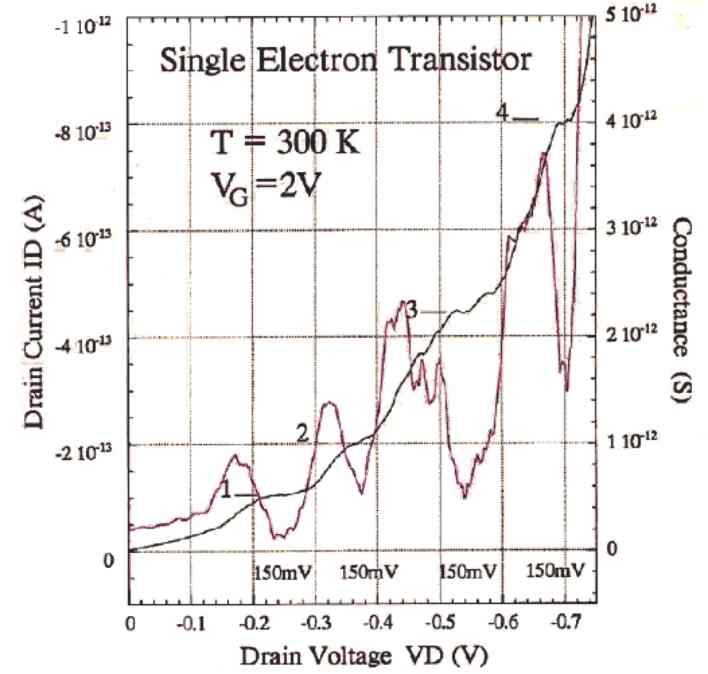 Single Electron Transistor
T = 300 K
VG=2V
Drain Current ID (A)
-1 10-12
-8 10-13
-6 10-13
-4 10-13
-2 10-13
0
5 10-12
4 10-12
3 10-12
2 10-12
1 10-12
0
Conductance (S)
1
2
3
4
150mV 150mV 150mV 150mV
0 -0.1 -0.2 -0.3 -0.4 -0.5 -0.6 -0.7
Drain Voltage VD (V)